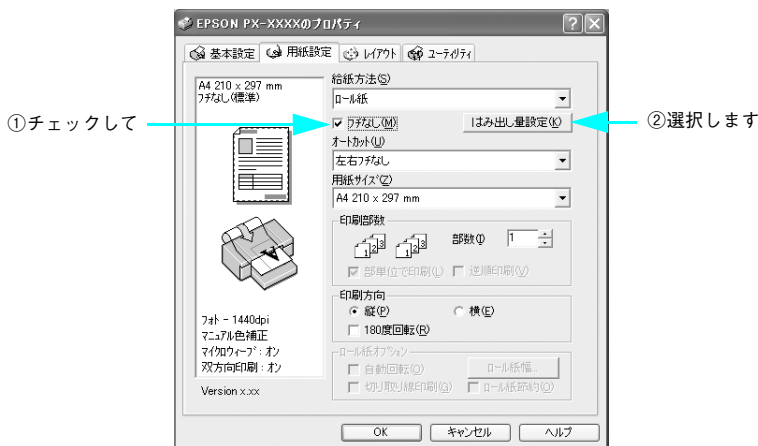 EPSON PX-XXXXのプロパティ
基本設定 用紙設定 レイアウト ユーティリティ
A4 210 x 297 mm
フチなし(標準)
給紙方法(S)
ロール紙
①チェックして
フチなし(M)
はみ出し量設定(K)
②選択します
オートカット(U)
左右フチなし
用紙サイズ(Z)
A4 210 x 297 mm
印刷部数
部数(I) 1
部単位で印刷(L) 逆順印刷(V)
印刷方向
縦(P) 横(E)
180度回転(R)
フォト - 1440dpi
マニュアル色補正
マイクロウィーブ : オン
双方向印刷 : オン
ロール紙オプション
自動回転(O) ロール紙幅...
切り取り線印刷(G) ロール紙節約(O)
Version x.xx
OK キャンセル ヘルプ